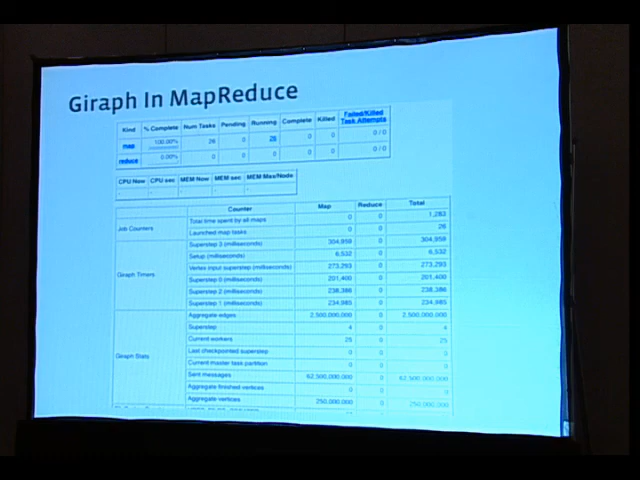 Giraph In MapReduce
Kind % Complete Num Tasks Pending Running Complete Killed Failed/Killed Task Attempts
map 100.00% 26 0 26 0 0 0 / 0
reduce 0.00% 0 0 0 0 0 0 / 0
CPU Now CPU sec MEM Now MEM sec MEM Max/Node
- - - - -
Counter Map Reduce Total
Job Counters
Total time spent by all maps 0 0 1,283
Launched map tasks 0 0 26
Giraph Timers
Superstep 3 (milliseconds) 304,959 0 304,959
Setup (milliseconds) 6,532 0 6,532
Vertex input superstep (milliseconds) 273,293 0 273,293
Superstep 0 (milliseconds) 201,400 0 201,400
Superstep 2 (milliseconds) 238,386 0 238,386
Superstep 1 (milliseconds) 234,985 0 234,985
Giraph Stats
Aggregate edges 2,500,000,000 0 2,500,000,000
Superstep 4 0 4
Current workers 25 0 25
Last checkpointed superstep 0 0 0
Current master task partition 0 0 0
Sent messages 62,500,000,000 0 62,500,000,000
Aggregate finished vertices 0 0 0
Aggregate vertices 250,000,000 0 250,000,000